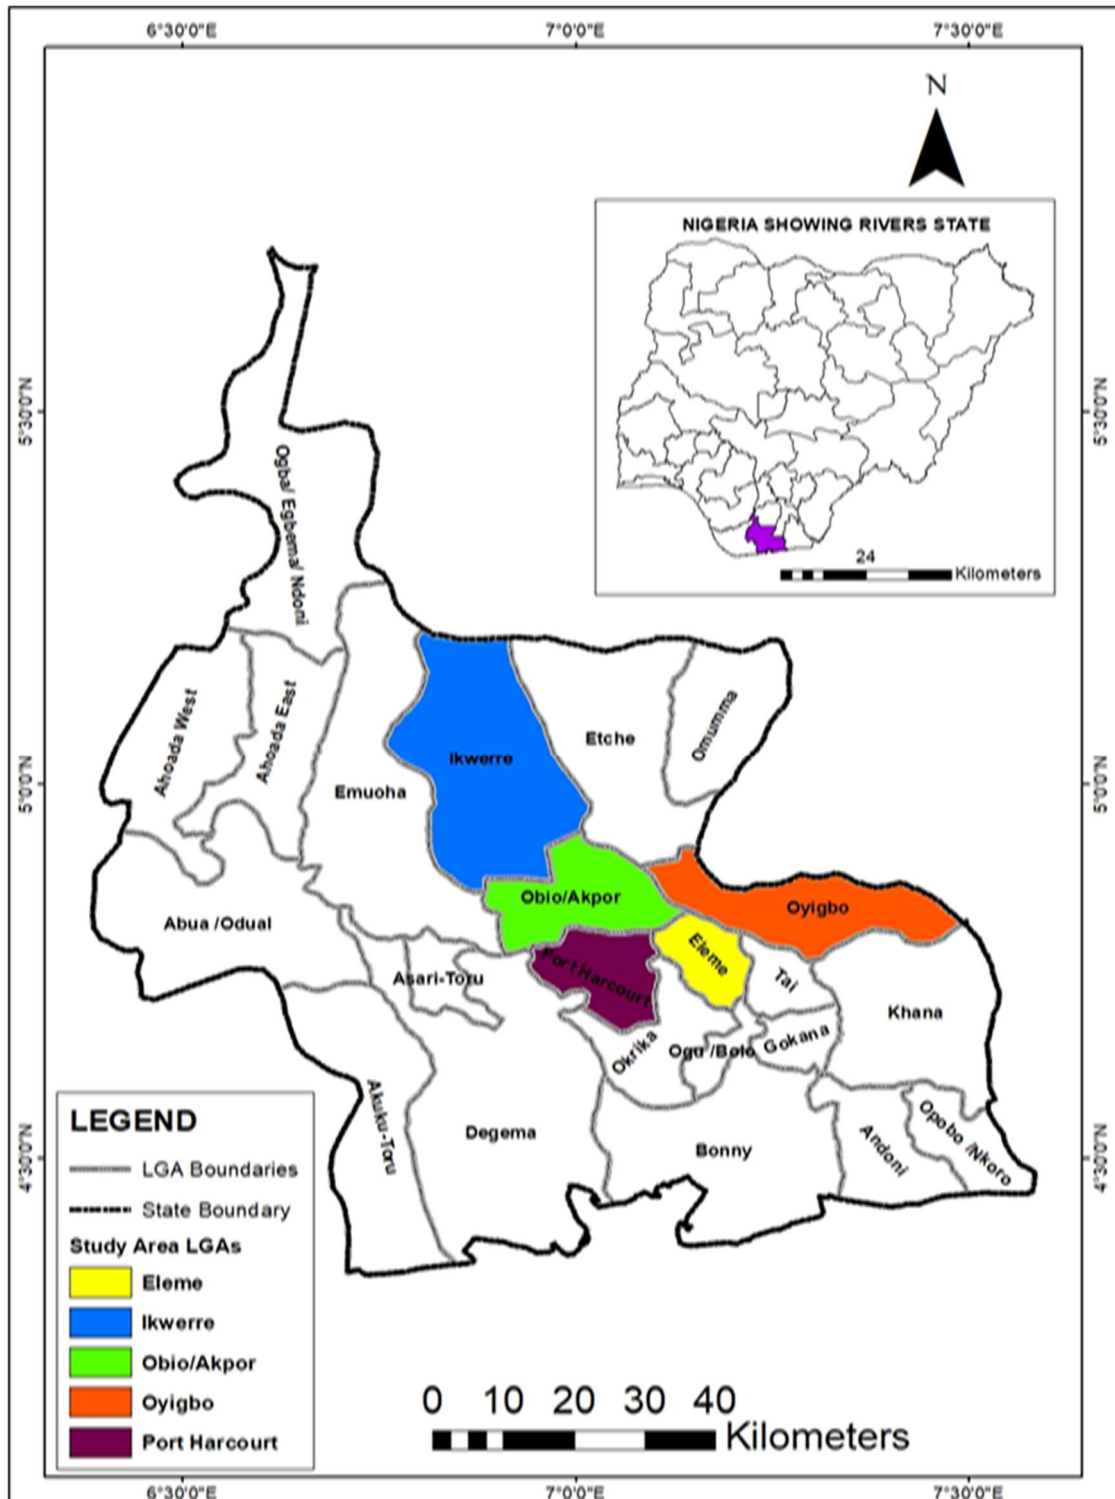 6°30'0"E 7°0'0"E 7°30'0"E
N
NIGERIA SHOWING RIVERS STATE
24
Kilometers
5°30'0"N 5°30'0"N
Ogba/ Egbema/ Ndoni
Ahoada West
Ahoada East
Emuoha
Ikwerre
Etche
Omumma
5°0'0"N 5°0'0"N
Abua /Odual
Obio/Akpor
Oyigbo
Asari-Toru
Port Harcourt
Eleme
Tai
Khana
Okrika
Ogu /Bolo
Gokana
Akuku-Toru
Degema
Bonny
Andoni
Opobo /Nkoro
4°30'0"N 4°30'0"N
LEGEND
LGA Boundaries
State Boundary
Study Area LGAs
Eleme
Ikwerre
Obio/Akpor
Oyigbo
Port Harcourt
0 10 20 30 40
Kilometers
6°30'0"E 7°0'0"E 7°30'0"E